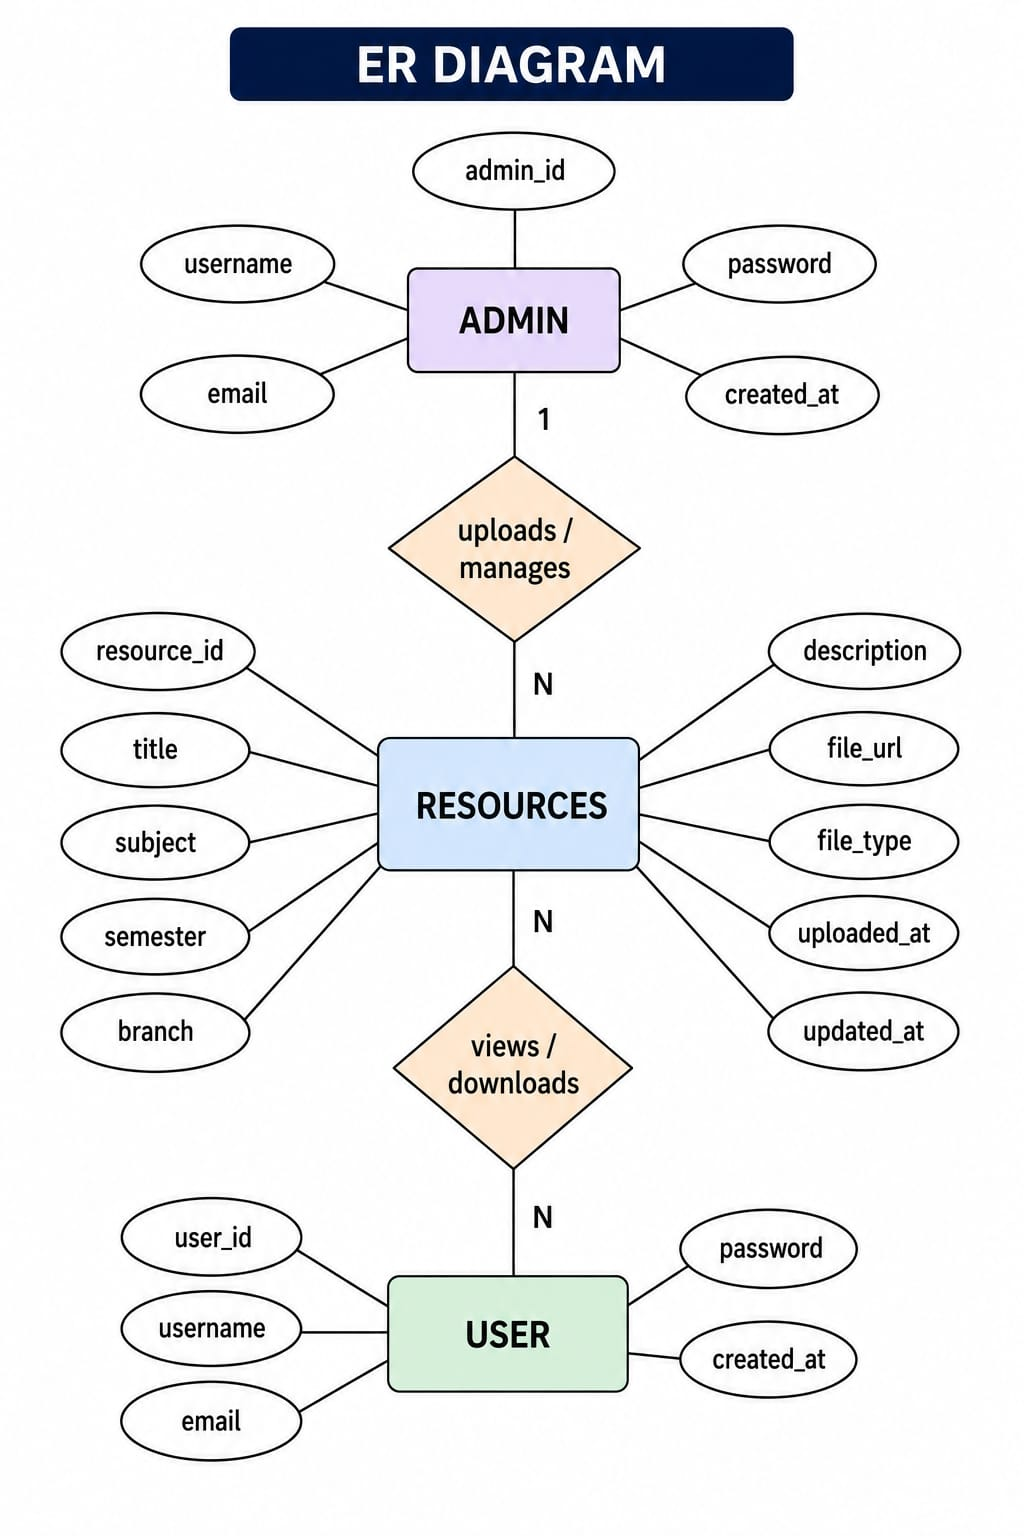 ER DIAGRAM
admin_id
username
password
ADMIN
email
created_at
1
uploads /
manages
resource_id
description
N
title
file_url
RESOURCES
subject
file_type
semester
N
uploaded_at
branch
updated_at
views /
downloads
user_id
N
password
username
USER
created_at
email